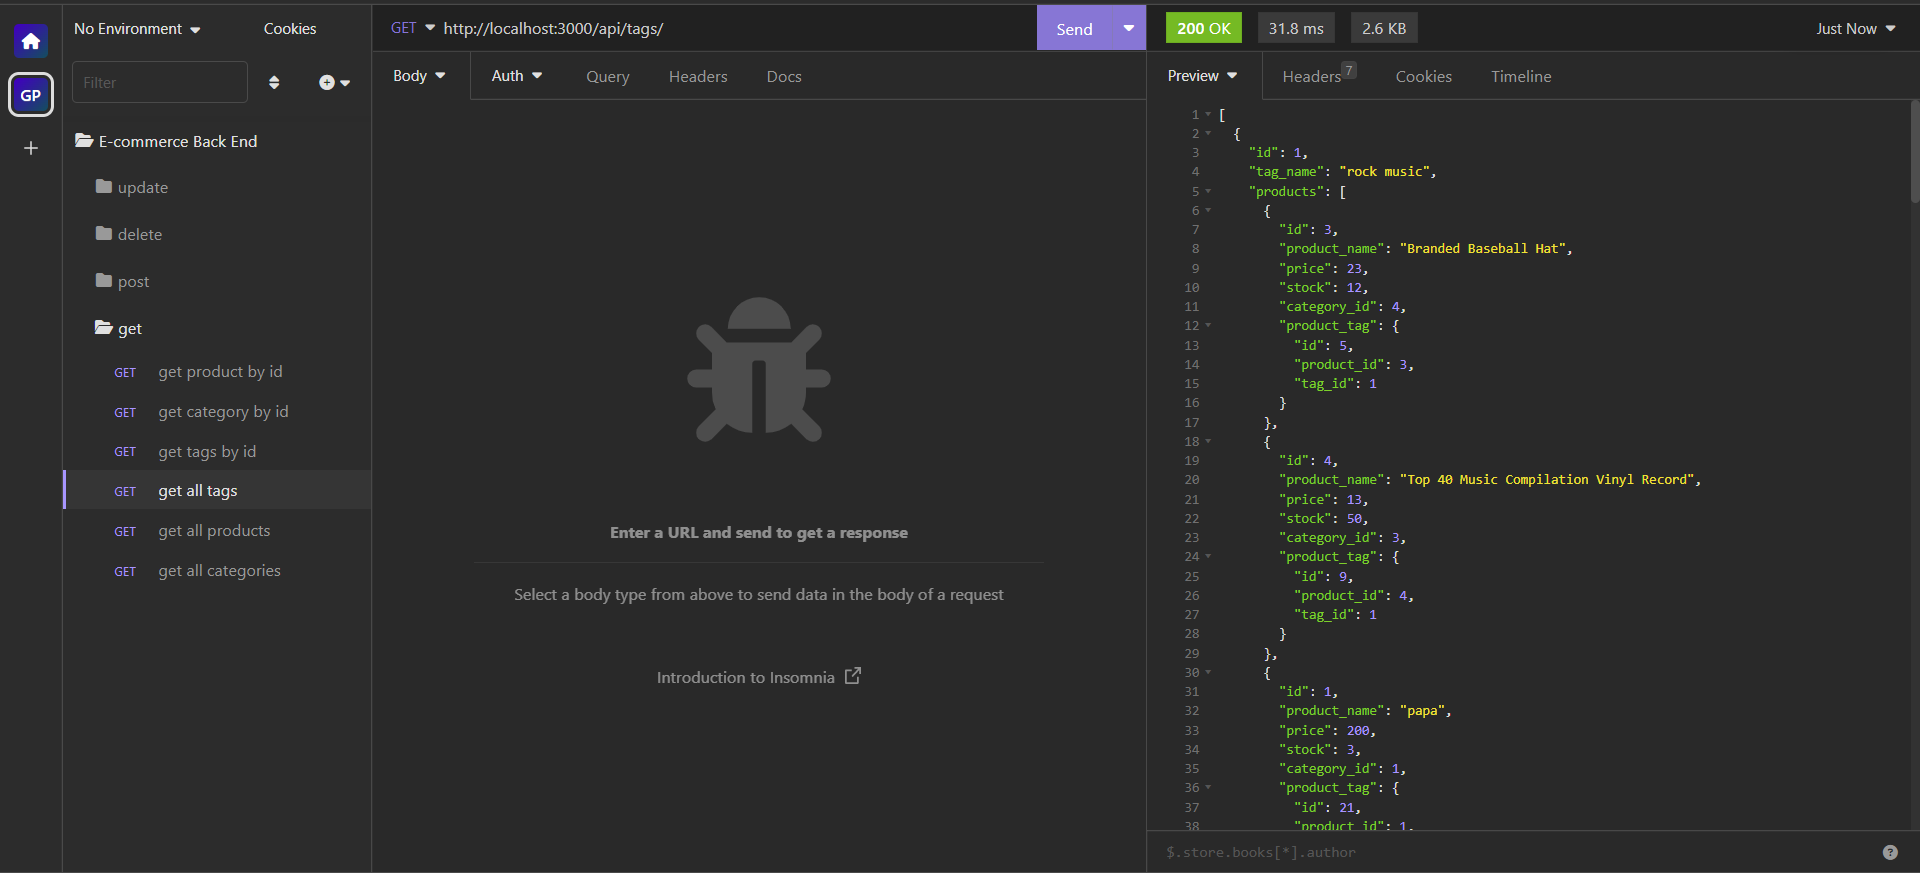 No Environment
Cookies
Filter
GP
E-commerce Back End
update
delete
post
get
GET get product by id
GET get category by id
GET get tags by id
GET get all tags
GET get all products
GET get all categories
GET http://localhost:3000/api/tags/
Send
Body
Auth
Query
Headers
Docs
Enter a URL and send to get a response
Select a body type from above to send data in the body of a request
Introduction to Insomnia
200 OK
31.8 ms
2.6 KB
Just Now
Preview
Headers 7
Cookies
Timeline
1 [
2 {
3 "id": 1,
4 "tag_name": "rock music",
5 "products": [
6 {
7 "id": 3,
8 "product_name": "Branded Baseball Hat",
9 "price": 23,
10 "stock": 12,
11 "category_id": 4,
12 "product_tag": {
13 "id": 5,
14 "product_id": 3,
15 "tag_id": 1
16 }
17 },
18 {
19 "id": 4,
20 "product_name": "Top 40 Music Compilation Vinyl Record",
21 "price": 13,
22 "stock": 50,
23 "category_id": 3,
24 "product_tag": {
25 "id": 9,
26 "product_id": 4,
27 "tag_id": 1
28 }
29 },
30 {
31 "id": 1,
32 "product_name": "papa",
33 "price": 200,
34 "stock": 3,
35 "category_id": 1,
36 "product_tag": {
37 "id": 21,
38 "product_id": 1,
$.store.books[*].author
?